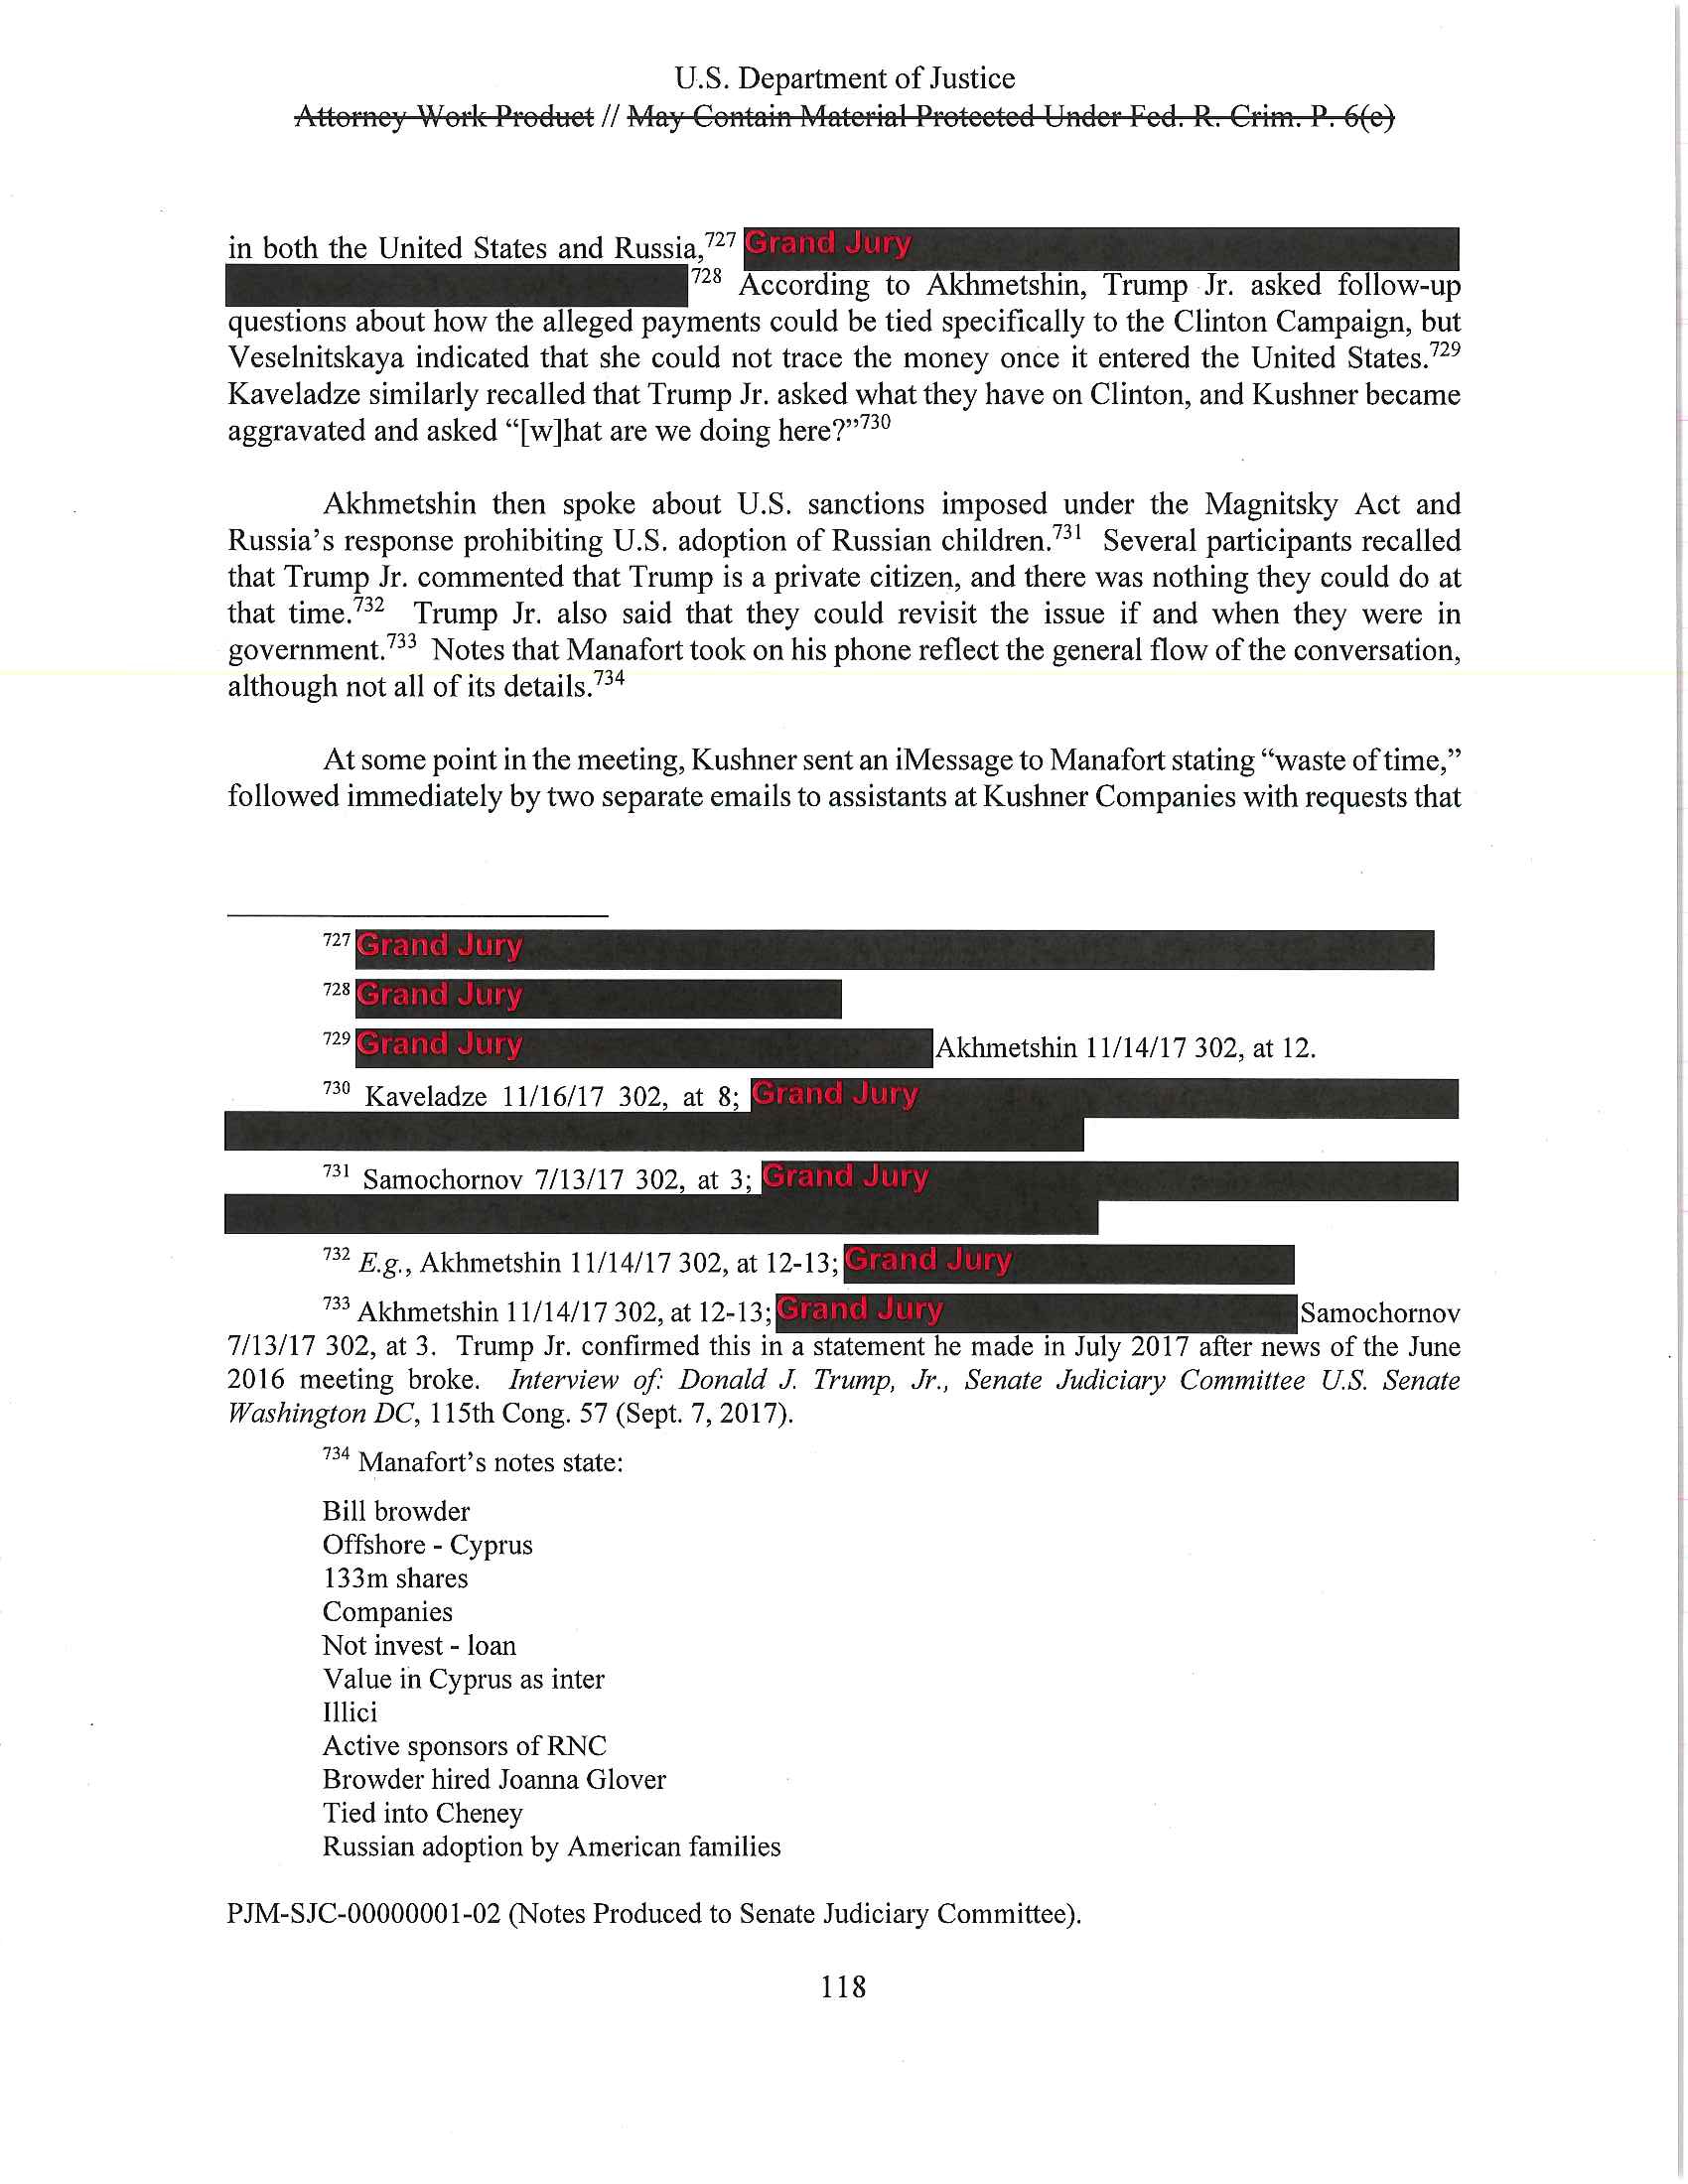 U.S. Department of Justice
Attorney Work Product // May Contain Material Protected Under Fed. R. Crim. P. 6(e)
in both the United States and Russia,727 Grand Jury
728 According to Akhmetshin, Trump Jr. asked follow-up
questions about how the alleged payments could be tied specifically to the Clinton Campaign, but
Veselnitskaya indicated that she could not trace the money once it entered the United States.729
Kaveladze similarly recalled that Trump Jr. asked what they have on Clinton, and Kushner became
aggravated and asked “[w]hat are we doing here?”730
Akhmetshin then spoke about U.S. sanctions imposed under the Magnitsky Act and
Russia’s response prohibiting U.S. adoption of Russian children.731 Several participants recalled
that Trump Jr. commented that Trump is a private citizen, and there was nothing they could do at
that time.732 Trump Jr. also said that they could revisit the issue if and when they were in
government.733 Notes that Manafort took on his phone reflect the general flow of the conversation,
although not all of its details.734
At some point in the meeting, Kushner sent an iMessage to Manafort stating “waste of time,”
followed immediately by two separate emails to assistants at Kushner Companies with requests that
727 Grand Jury
728 Grand Jury
729 Grand Jury Akhmetshin 11/14/17 302, at 12.
730 Kaveladze 11/16/17 302, at 8; Grand Jury
731 Samochornov 7/13/17 302, at 3; Grand Jury
732 E.g., Akhmetshin 11/14/17 302, at 12-13; Grand Jury
733 Akhmetshin 11/14/17 302, at 12-13; Grand Jury Samochornov
7/13/17 302, at 3. Trump Jr. confirmed this in a statement he made in July 2017 after news of the June
2016 meeting broke. Interview of: Donald J. Trump, Jr., Senate Judiciary Committee U.S. Senate
Washington DC, 115th Cong. 57 (Sept. 7, 2017).
734 Manafort’s notes state:
Bill browder
Offshore - Cyprus
133m shares
Companies
Not invest - loan
Value in Cyprus as inter
Illici
Active sponsors of RNC
Browder hired Joanna Glover
Tied into Cheney
Russian adoption by American families
PJM-SJC-00000001-02 (Notes Produced to Senate Judiciary Committee).
118